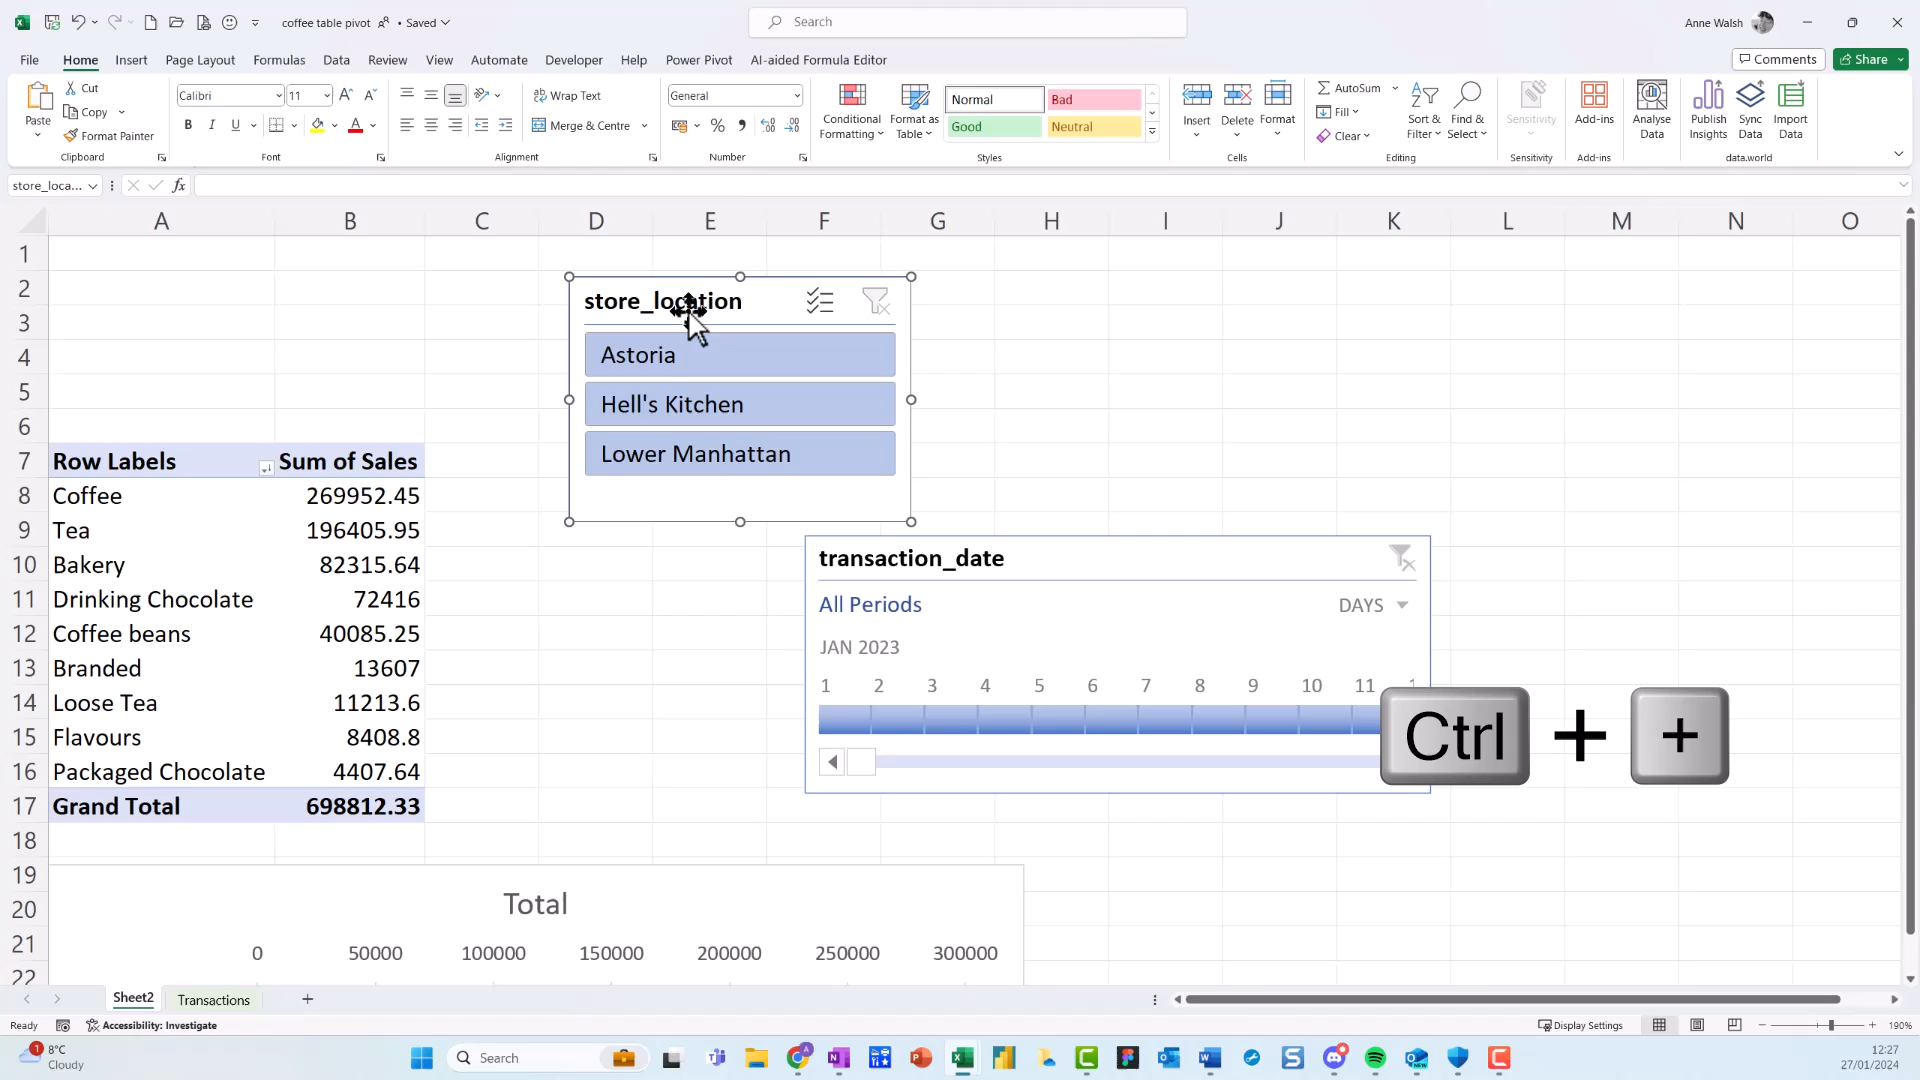 coffee table pivot • Saved
Search
Anne Walsh
File Home Insert Page Layout Formulas Data Review View Automate Developer Help Power Pivot AI-aided Formula Editor
Comments Share
Paste
Cut
Copy
Format Painter
Clipboard
Calibri 11
B I U
Font
Wrap Text
Merge & Centre
Alignment
General
Number
Conditional Formatting
Format as Table
Normal Bad
Good Neutral
Styles
Insert Delete Format
Cells
AutoSum
Fill
Clear
Sort & Filter
Find & Select
Editing
Sensitivity
Sensitivity
Add-ins
Add-ins
Analyse Data
Publish Insights
Sync Data
Import Data
data.world
store_loca...
fx
A B C D E F G H I J K L M N O
1
2
3
4
5
6
7 Row Labels Sum of Sales
8 Coffee 269952.45
9 Tea 196405.95
10 Bakery 82315.64
11 Drinking Chocolate 72416
12 Coffee beans 40085.25
13 Branded 13607
14 Loose Tea 11213.6
15 Flavours 8408.8
16 Packaged Chocolate 4407.64
17 Grand Total 698812.33
18
19
20
21
22
store_location
Astoria
Hell's Kitchen
Lower Manhattan
transaction_date
All Periods DAYS
JAN 2023
1 2 3 4 5 6 7 8 9 10 11
Ctrl + +
Total
0 50000 100000 150000 200000 250000 300000
Sheet2 Transactions
Ready Accessibility: Investigate
Display Settings
190%
1
8°C
Cloudy
Search
12:27
27/01/2024